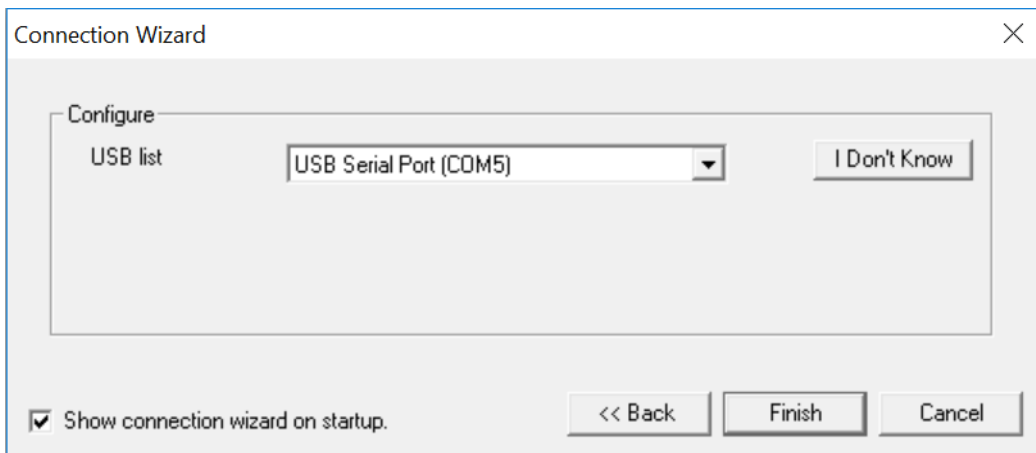 Connection Wizard
Configure
USB list
USB Serial Port (COM5)
I Don't Know
Show connection wizard on startup.
<< Back
Finish
Cancel